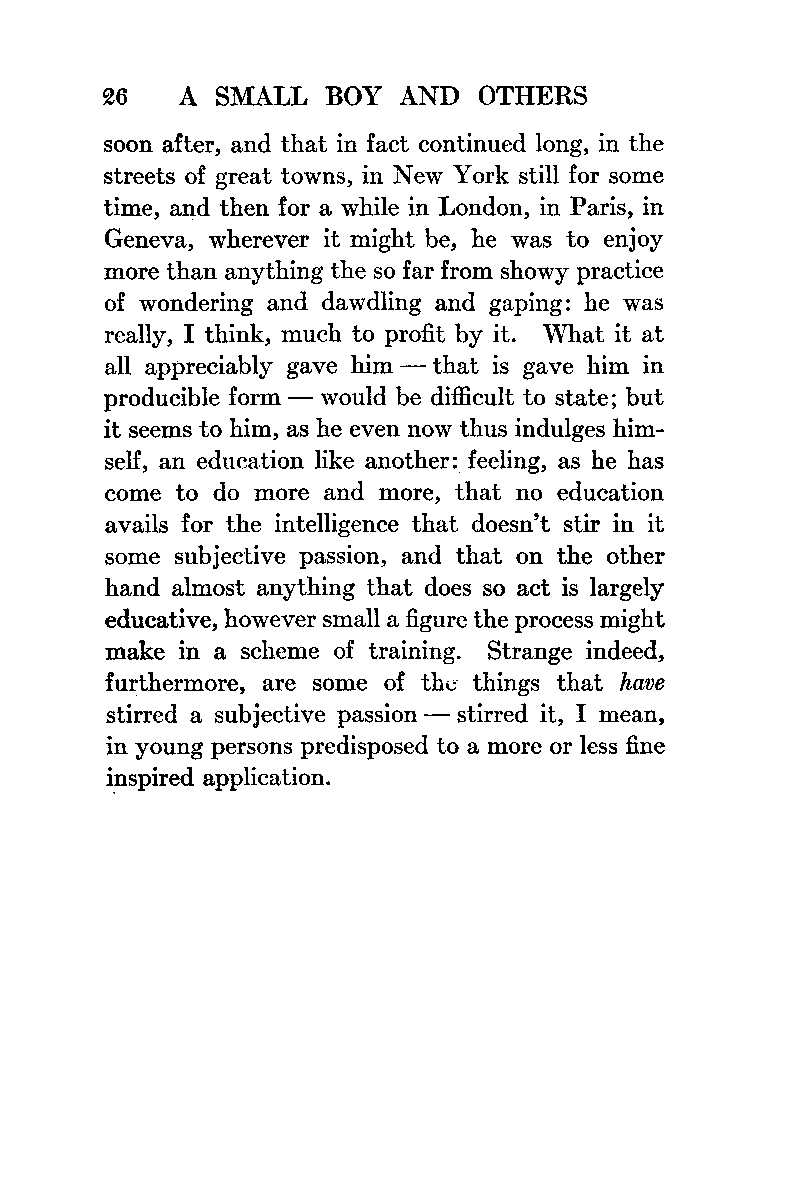 26 A SMALL BOY AND OTHERS
soon after, and that in fact continued long, in the
streets of great towns, in New York still for some
time, and then for a while in London, in Paris, in
Geneva, wherever it might be, he was to enjoy
more than anything the so far from showy practice
of wondering and dawdling and gaping: he was
really, I think, much to profit by it. What it at
all appreciably gave him — that is gave him in
producible form — would be difficult to state; but
it seems to him, as he even now thus indulges him-
self, an education like another: feeling, as he has
come to do more and more, that no education
avails for the intelligence that doesn't stir in it
some subjective passion, and that on the other
hand almost anything that does so act is largely
educative, however small a figure the process might
make in a scheme of training. Strange indeed,
furthermore, are some of the things that have
stirred a subjective passion — stirred it, I mean,
in young persons predisposed to a more or less fine
inspired application.